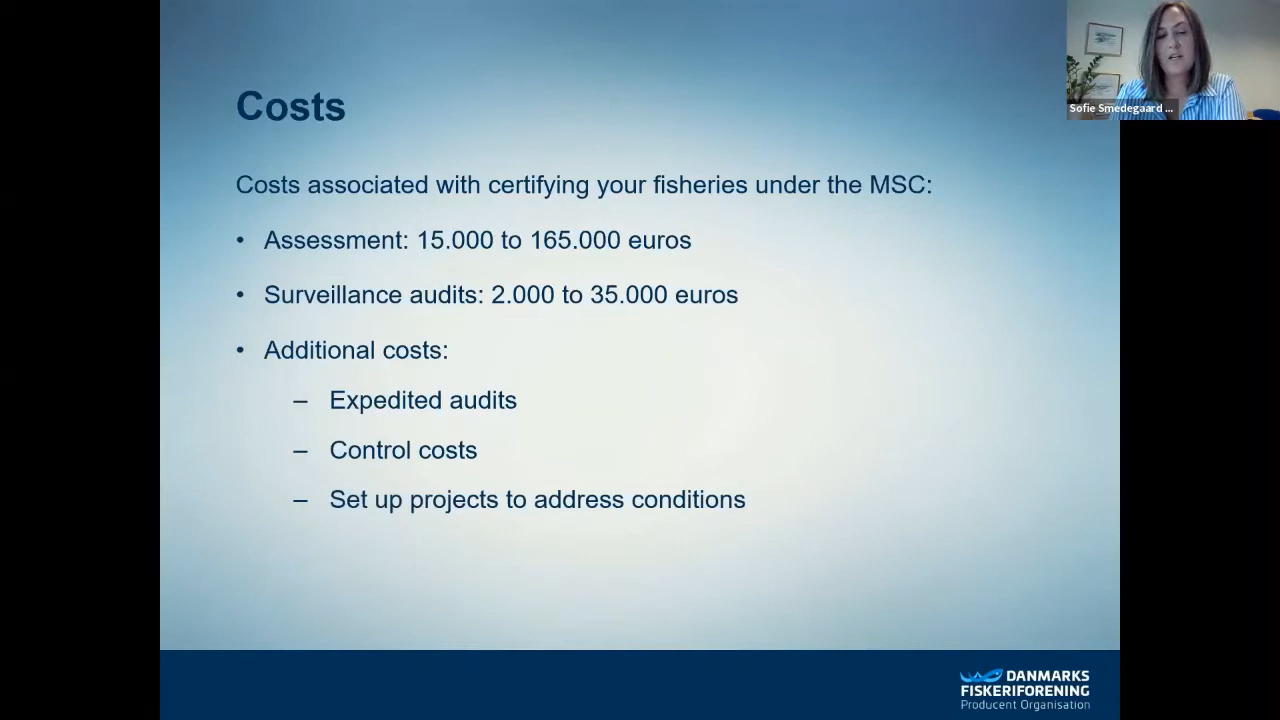 Costs
Costs associated with certifying your fisheries under the MSC:
• Assessment: 15.000 to 165.000 euros
• Surveillance audits: 2.000 to 35.000 euros
• Additional costs:
– Expedited audits
– Control costs
– Set up projects to address conditions
Sofie Smedegaard ...
DANMARKS
FISKERIFORENING
Producent Organisation